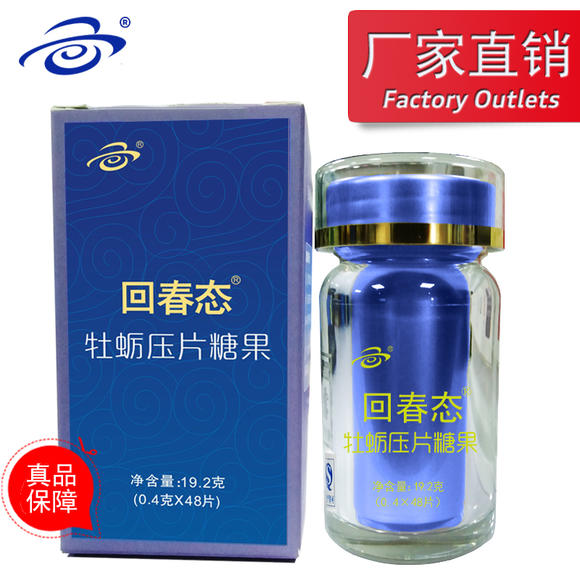 ®
厂家直销
Factory Outlets
®
回春态®
牡蛎压片糖果
净含量:19.2克
(0.4克X48片)
真品
保障
回春态®
牡蛎压片糖果
净含量:19.2克
(0.4×48片)